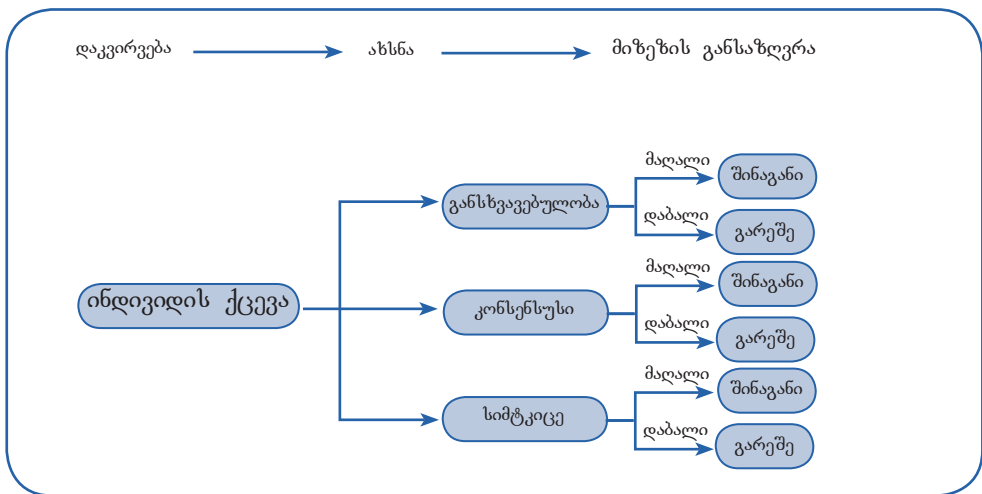 დაკვირვება აზსნა მიზეზის განსაზღვრა
მაღალი
შინაგანი
განსხვავებულობა
დაბალი
გარეშე
ინდივიდის ქცევა
მაღალი
შინაგანი
კონსენსუსი
დაბალი
გარეშე
მაღალი
შინაგანი
სიმტკიცე
დაბალი
გარეშე